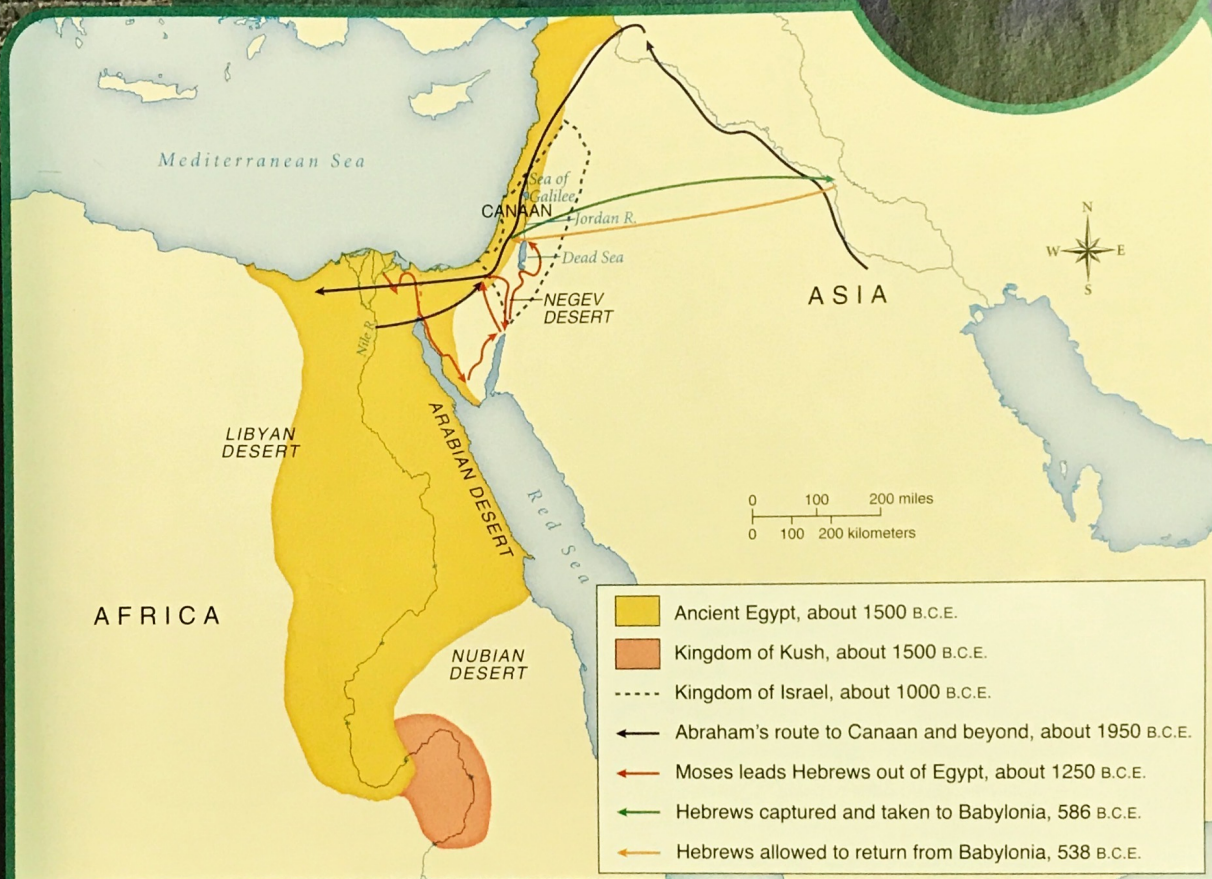 Mediterranean Sea
Sea of
Galilee
CANAAN
Jordan R.
Dead Sea
NEGEV
DESERT
ASIA
N
W E
S
Nile R.
LIBYAN
DESERT
ARABIAN DESERT
Red Sea
0 100 200 miles
0 100 200 kilometers
AFRICA
NUBIAN
DESERT
Ancient Egypt, about 1500 B.C.E.
Kingdom of Kush, about 1500 B.C.E.
Kingdom of Israel, about 1000 B.C.E.
Abraham's route to Canaan and beyond, about 1950 B.C.E.
Moses leads Hebrews out of Egypt, about 1250 B.C.E.
Hebrews captured and taken to Babylonia, 586 B.C.E.
Hebrews allowed to return from Babylonia, 538 B.C.E.